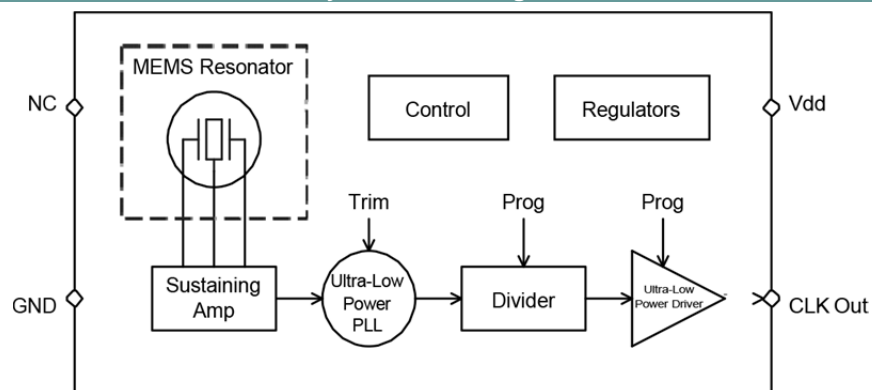 MEMS Resonator
NC
Control
Regulators
Vdd
Trim
Prog
Prog
GND
Sustaining
Amp
Ultra-Low
Power
PLL
Divider
Ultra-Low
Power Driver
CLK Out